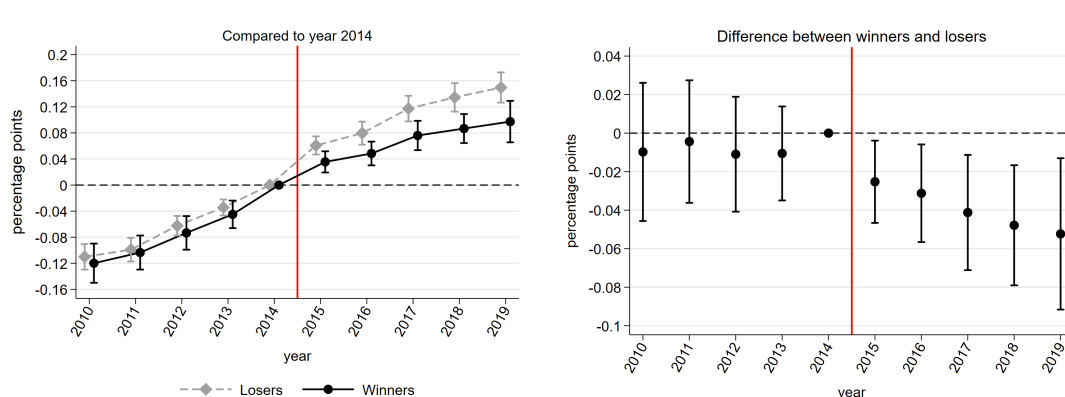 Compared to year 2014
percentage points
0.2
0.16
0.12
0.08
0.04
0
-0.04
-0.08
-0.12
-0.16
2010 2011 2012 2013 2014 2015 2016 2017 2018 2019
year
Losers Winners
Difference between winners and losers
percentage points
0.04
0.02
0
-0.02
-0.04
-0.06
-0.08
-0.1
2010 2011 2012 2013 2014 2015 2016 2017 2018 2019
year